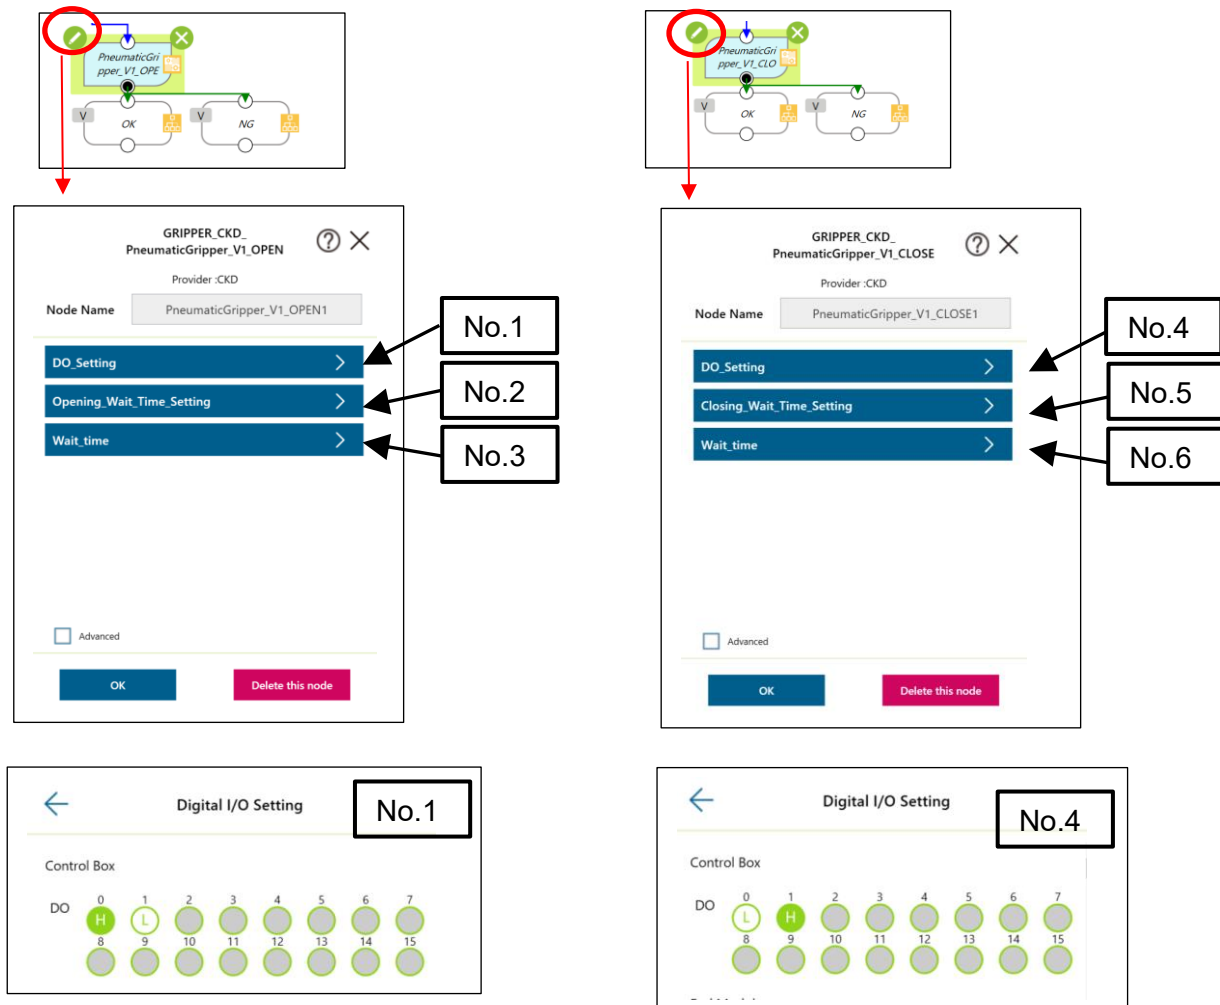 PneumaticGri
pper_V1_OPE
V
OK
V
NG
PneumaticGri
pper_V1_CLO
V
OK
V
NG
GRIPPER_CKD_
PneumaticGripper_V1_OPEN
?
Provider :CKD
Node Name
PneumaticGripper_V1_OPEN1
DO_Setting
Opening_Wait_Time_Setting
Wait_time
No.1
No.2
No.3
Advanced
OK
Delete this node
GRIPPER_CKD_
PneumaticGripper_V1_CLOSE
?
Provider :CKD
Node Name
PneumaticGripper_V1_CLOSE1
DO_Setting
Closing_Wait_Time_Setting
Wait_time
No.4
No.5
No.6
Advanced
OK
Delete this node
Digital I/O Setting
No.1
Control Box
DO
0 1 2 3 4 5 6 7
H L
8 9 10 11 12 13 14 15
Digital I/O Setting
No.4
Control Box
DO
0 1 2 3 4 5 6 7
L H
8 9 10 11 12 13 14 15